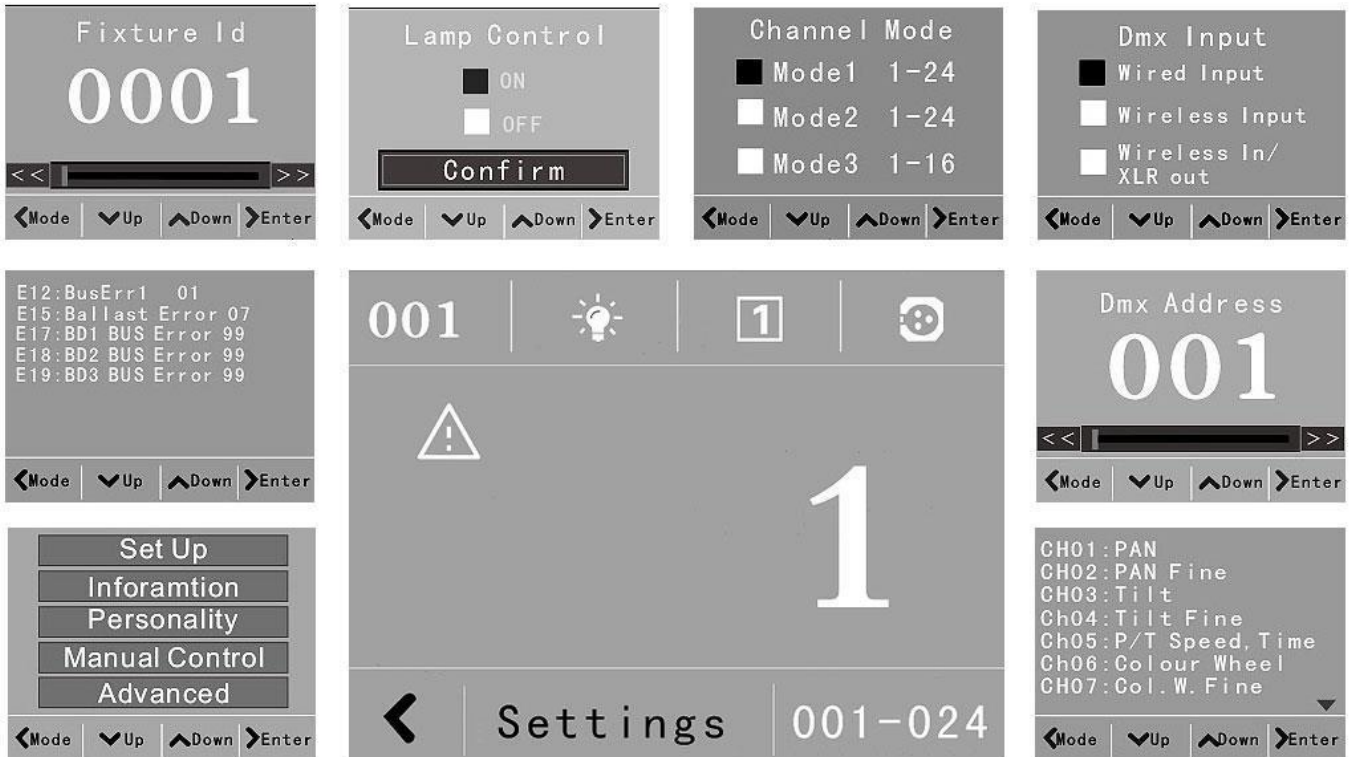 Fixture Id
0001
<< >>
Mode Up Down Enter
Lamp Control
ON
OFF
Confirm
Mode Up Down Enter
Channel Mode
Mode1 1-24
Mode2 1-24
Mode3 1-16
Mode Up Down Enter
Dmx Input
Wired Input
Wireless Input
Wireless In/
XLR out
Mode Up Down Enter
E12:BusErr1 01
E15:Ballast Error 07
E17:BD1 BUS Error 99
E18:BD2 BUS Error 99
E19:BD3 BUS Error 99
Mode Up Down Enter
001 1
1
Settings 001-024
Dmx Address
001
<< >>
Mode Up Down Enter
Set Up
Inforamtion
Personality
Manual Control
Advanced
Mode Up Down Enter
CH01:PAN
CH02:PAN Fine
CH03:Tilt
Ch04:Tilt Fine
Ch05:P/T Speed,Time
Ch06:Colour Wheel
CH07:Col.W.Fine
Mode Up Down Enter